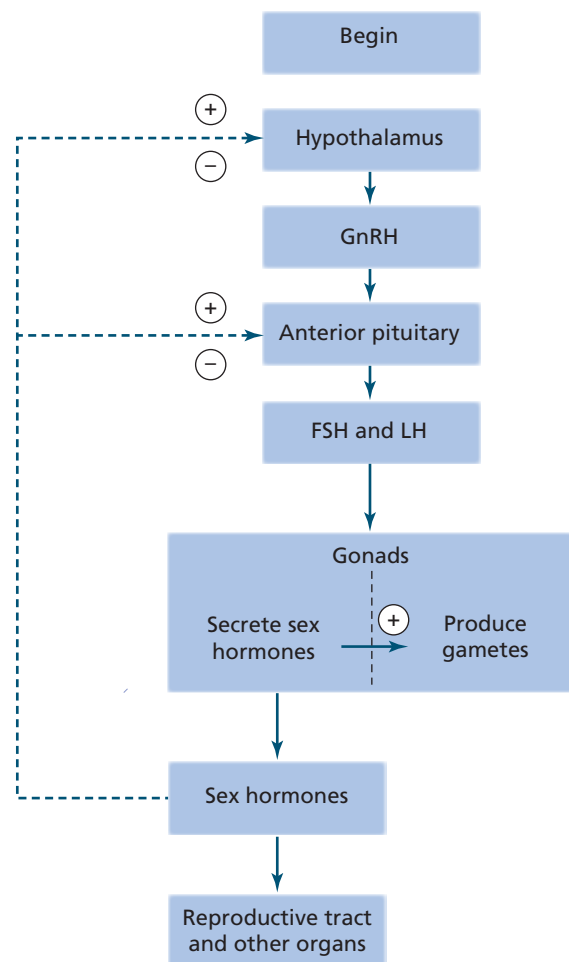 Begin
+
Hypothalamus
−
GnRH
+
Anterior pituitary
−
FSH and LH
Gonads
+
Secrete sex
hormones
Produce
gametes
Sex hormones
Reproductive tract
and other organs